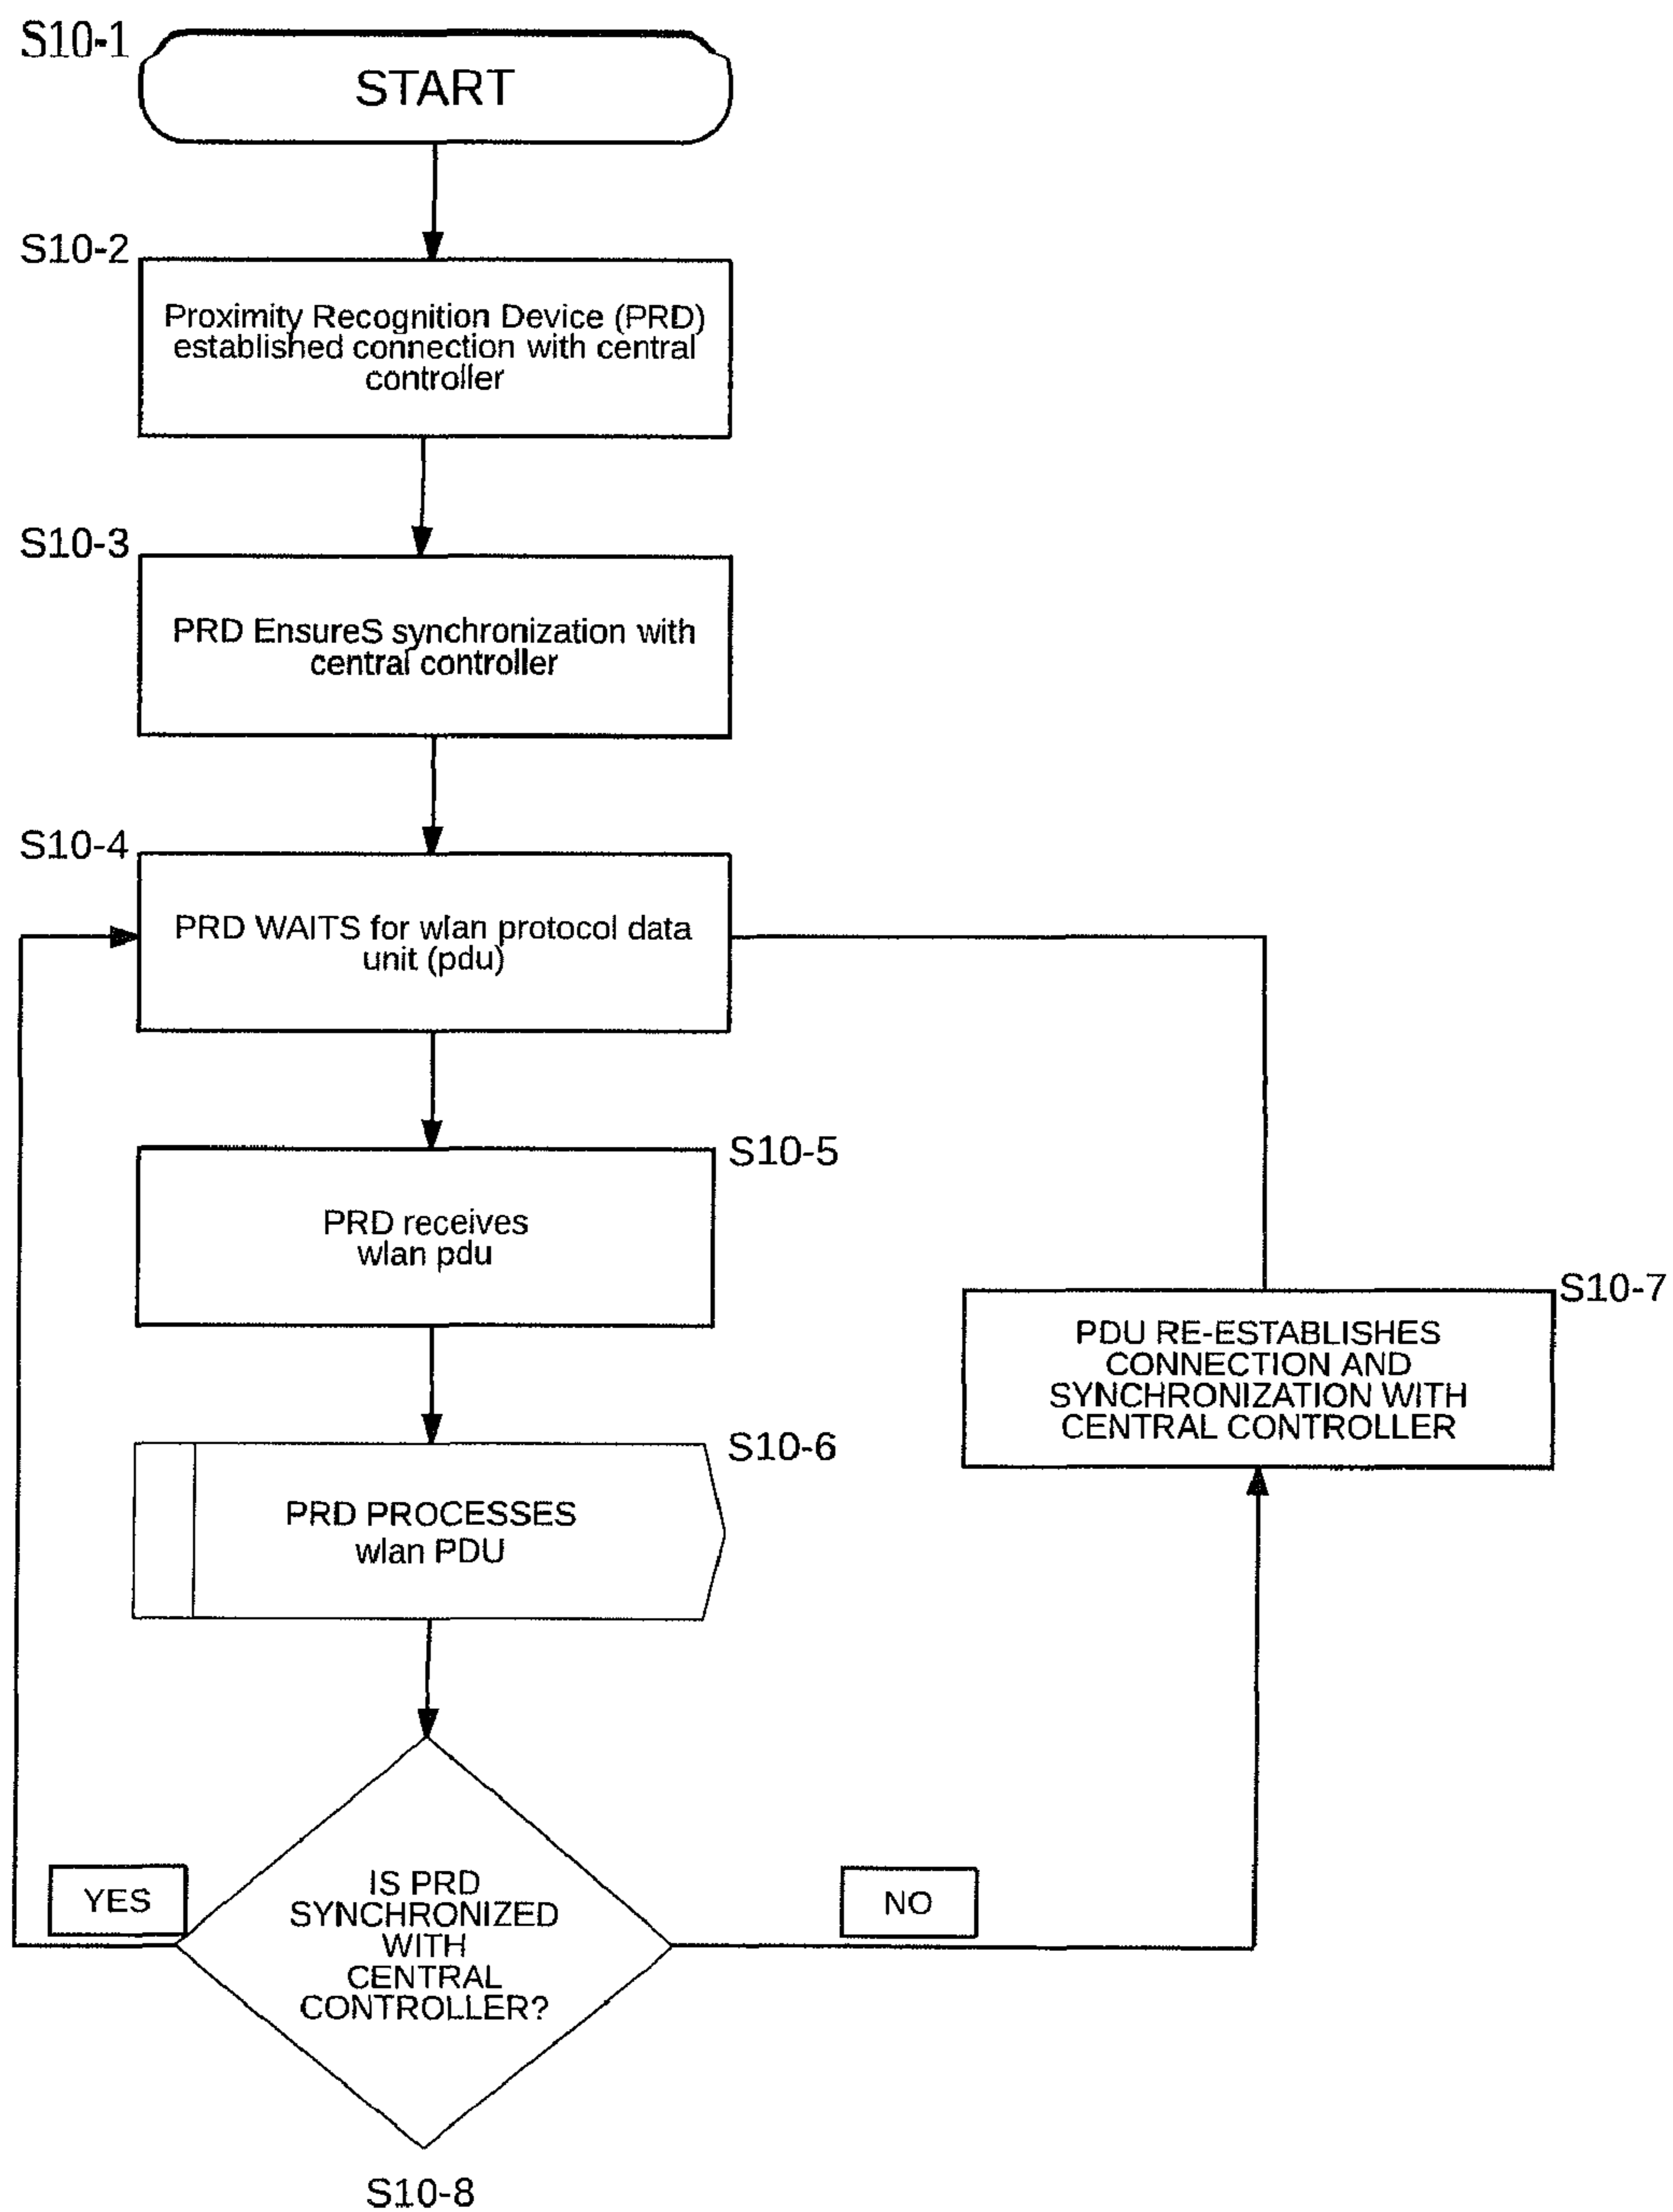 S10-1
START
S10-2
Proximity Recognition Device (PRD)
established connection with central
controller
S10-3
PRD EnsureS synchronization with
central controller
S10-4
PRD WAITS for wlan protocol data
unit (pdu)
S10-5
PRD receives
wlan pdu
S10-7
PDU RE-ESTABLISHES
CONNECTION AND
SYNCHRONIZATION WITH
CENTRAL CONTROLLER
S10-6
PRD PROCESSES
wlan PDU
YES
IS PRD
SYNCHRONIZED
WITH
CENTRAL
CONTROLLER?
NO
S10-8